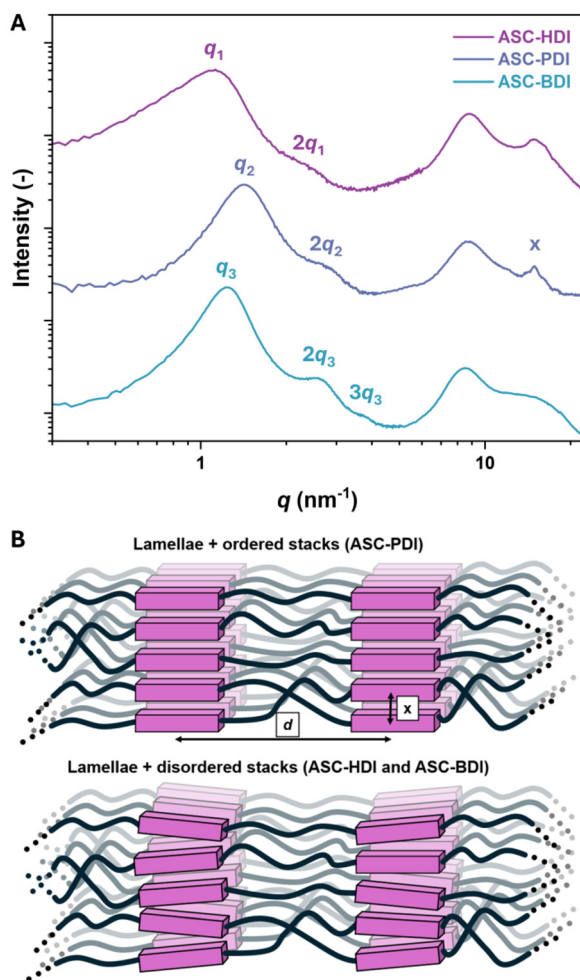 A
q₁
ASC-HDI
ASC-PDI
ASC-BDI
2q₁
q₂
2q₂
x
q₃
2q₃
3q₃
Intensity (-)
1
10
q (nm⁻¹)
B
Lamellae + ordered stacks (ASC-PDI)
x
d
Lamellae + disordered stacks (ASC-HDI and ASC-BDI)